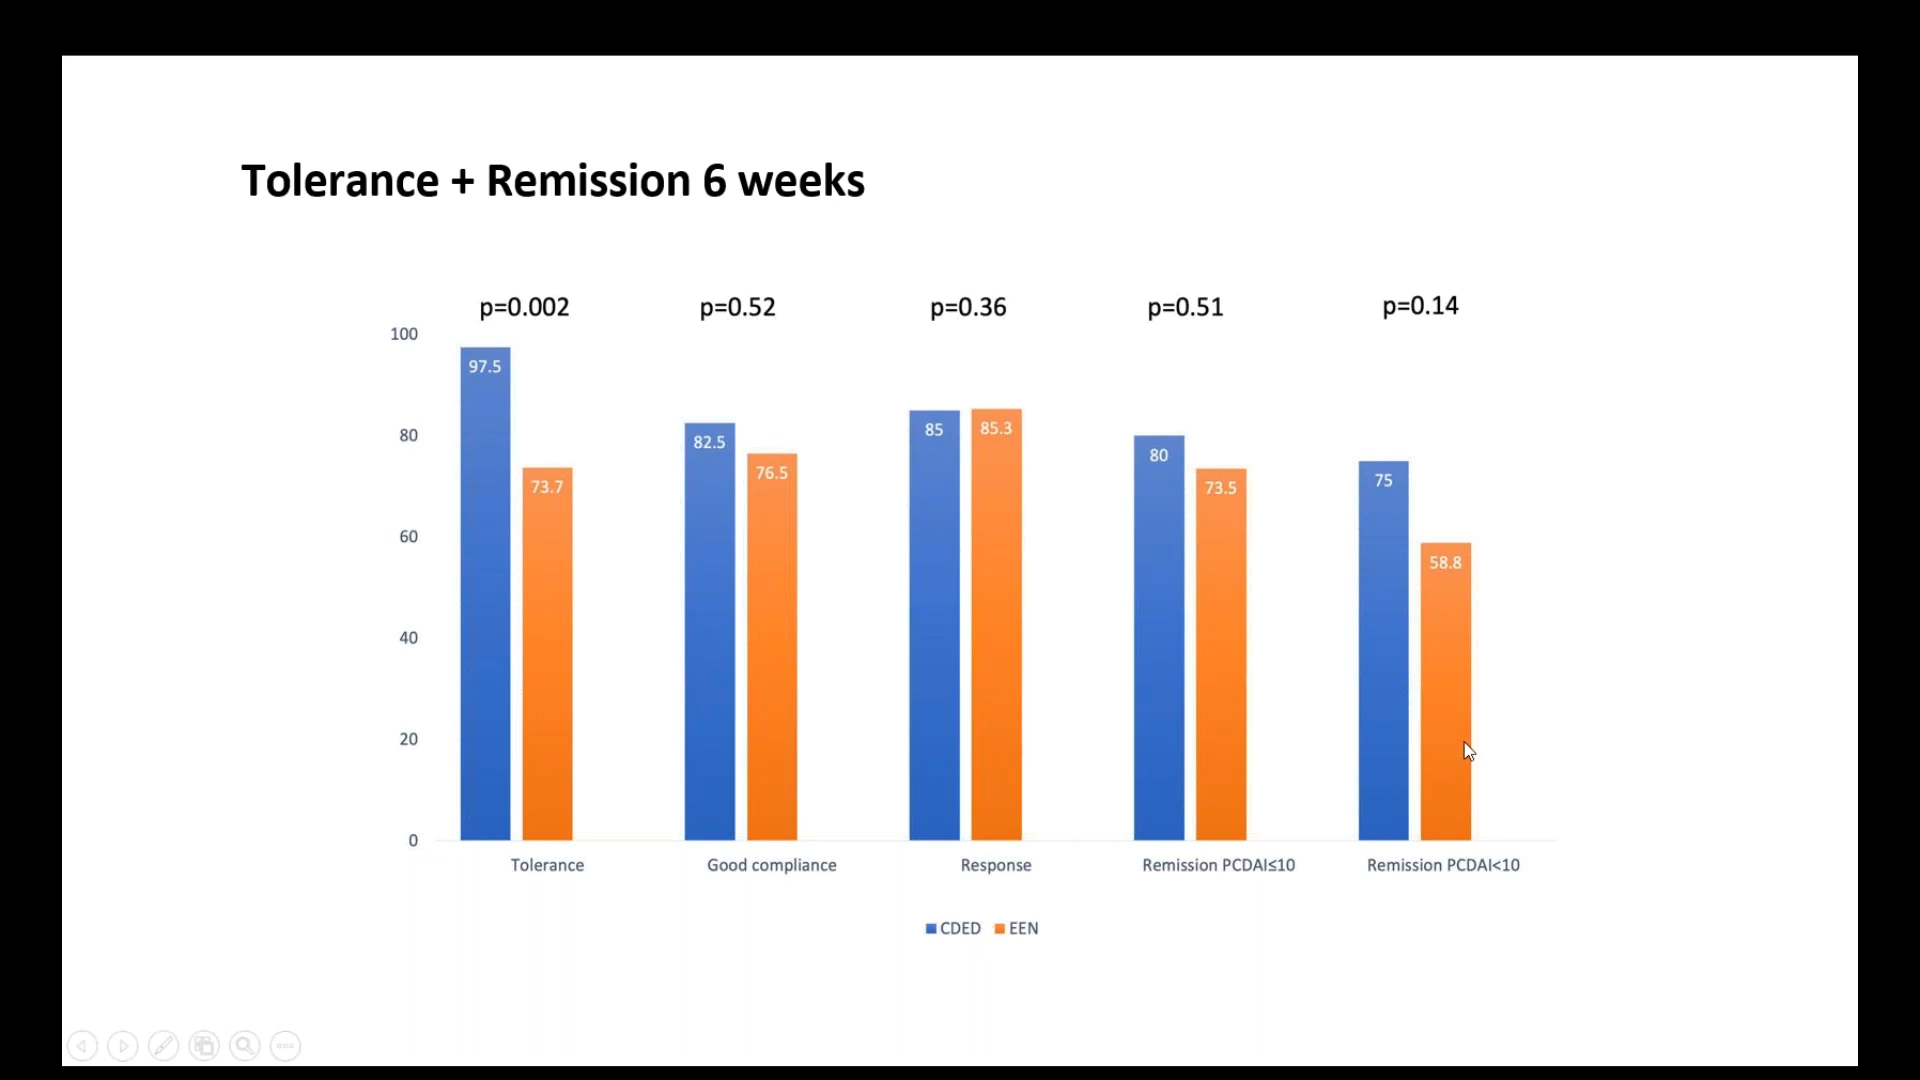 Tolerance + Remission 6 weeks
p=0.002 p=0.52 p=0.36 p=0.51 p=0.14
100
97.5 73.7 82.5 76.5 85 85.3 80 73.5 75 58.8
80
60
40
20
0
Tolerance Good compliance Response Remission PCDAI≤10 Remission PCDAI<10
CDED EEN